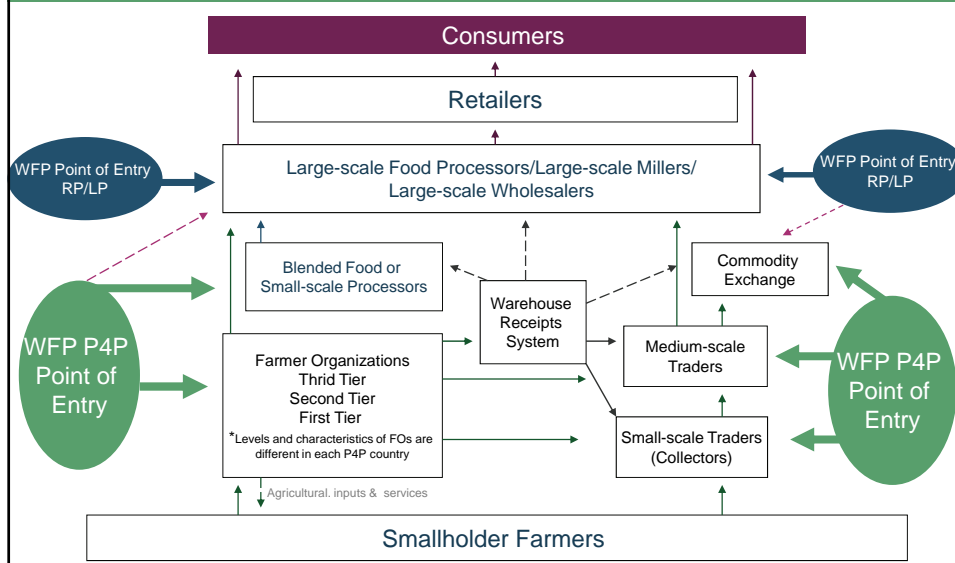 Consumers
Retailers
WFP Point of Entry
RP/LP
Large-scale Food Processors/Large-scale Millers/
Large-scale Wholesalers
WFP Point of Entry
RP/LP
Blended Food or
Small-scale Processors
Commodity
Exchange
Warehouse
Receipts
System
WFP P4P
Point of
Entry
Farmer Organizations
Thrid Tier
Second Tier
First Tier
*Levels and characteristics of FOs are
different in each P4P country
Medium-scale
Traders
WFP P4P
Point of
Entry
Small-scale Traders
(Collectors)
Agricultural. inputs & services
Smallholder Farmers